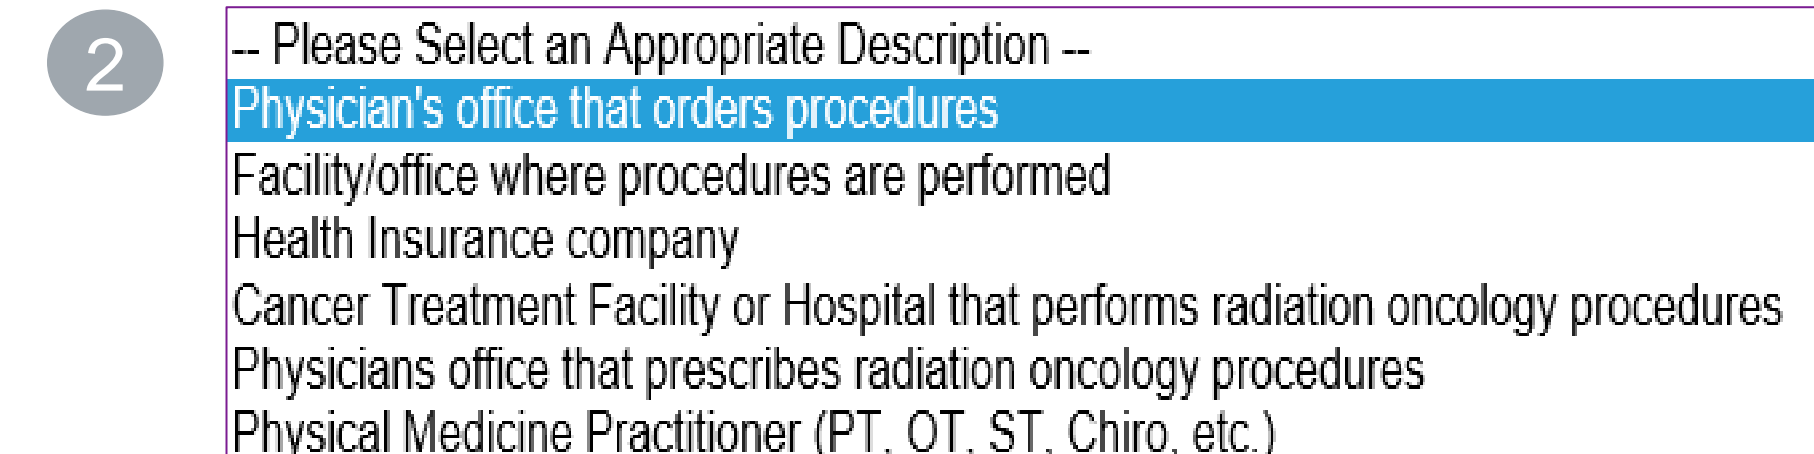 2
-- Please Select an Appropriate Description --
Physician's office that orders procedures
Facility/office where procedures are performed
Health Insurance company
Cancer Treatment Facility or Hospital that performs radiation oncology procedures
Physicians office that prescribes radiation oncology procedures
Physical Medicine Practitioner (PT, OT, ST, Chiro, etc.)